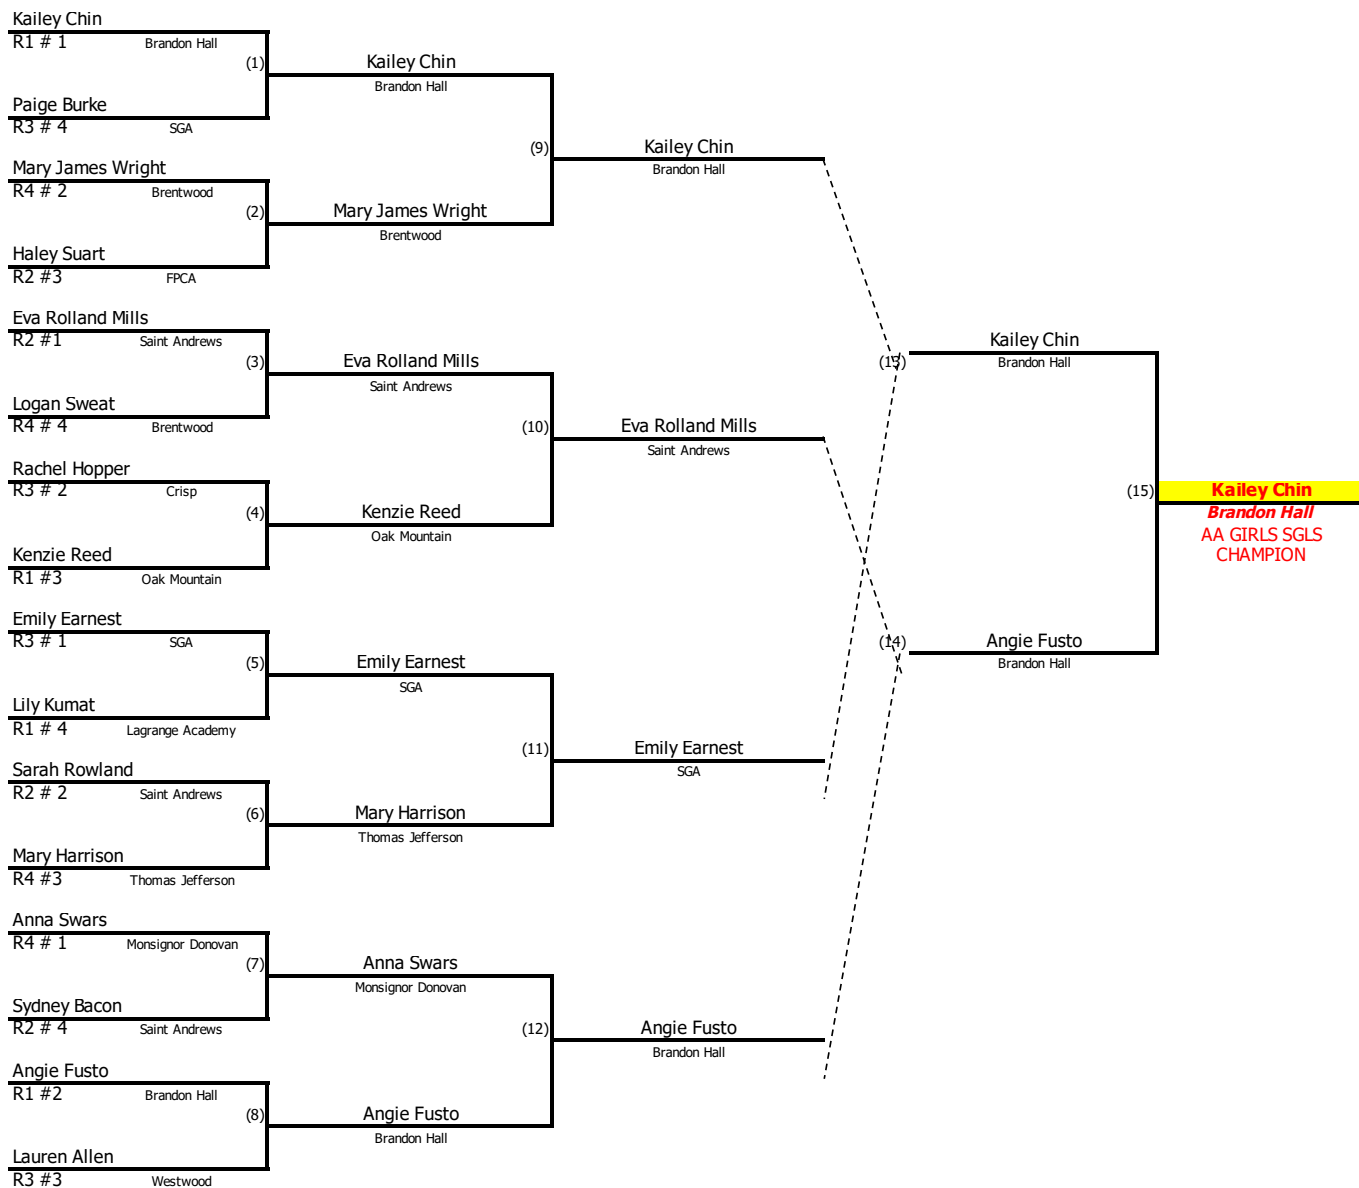 Kailey Chin
R1 # 1 Brandon Hall
(1)
Paige Burke
R3 # 4 SGA
Mary James Wright
R4 # 2 Brentwood
(2)
Haley Suart
R2 #3 FPCA
Eva Rolland Mills
R2 #1 Saint Andrews
(3)
Logan Sweat
R4 # 4 Brentwood
Rachel Hopper
R3 # 2 Crisp
(4)
Kenzie Reed
R1 #3 Oak Mountain
Emily Earnest
R3 # 1 SGA
(5)
Lily Kumat
R1 # 4 Lagrange Academy
Sarah Rowland
R2 # 2 Saint Andrews
(6)
Mary Harrison
R4 #3 Thomas Jefferson
Anna Swars
R4 # 1 Monsignor Donovan
(7)
Sydney Bacon
R2 # 4 Saint Andrews
Angie Fusto
R1 #2 Brandon Hall
(8)
Lauren Allen
R3 #3 Westwood
Kailey Chin
Brandon Hall
(9)
Mary James Wright
Brentwood
Eva Rolland Mills
Saint Andrews
(10)
Kenzie Reed
Oak Mountain
Emily Earnest
SGA
(11)
Mary Harrison
Thomas Jefferson
Anna Swars
Monsignor Donovan
(12)
Angie Fusto
Brandon Hall
Kailey Chin
Brandon Hall
Eva Rolland Mills
Saint Andrews
Emily Earnest
SGA
Angie Fusto
Brandon Hall
(13)
Kailey Chin
Brandon Hall
(14)
Angie Fusto
Brandon Hall
(15)
Kailey Chin
Brandon Hall
AA GIRLS SGLS
CHAMPION